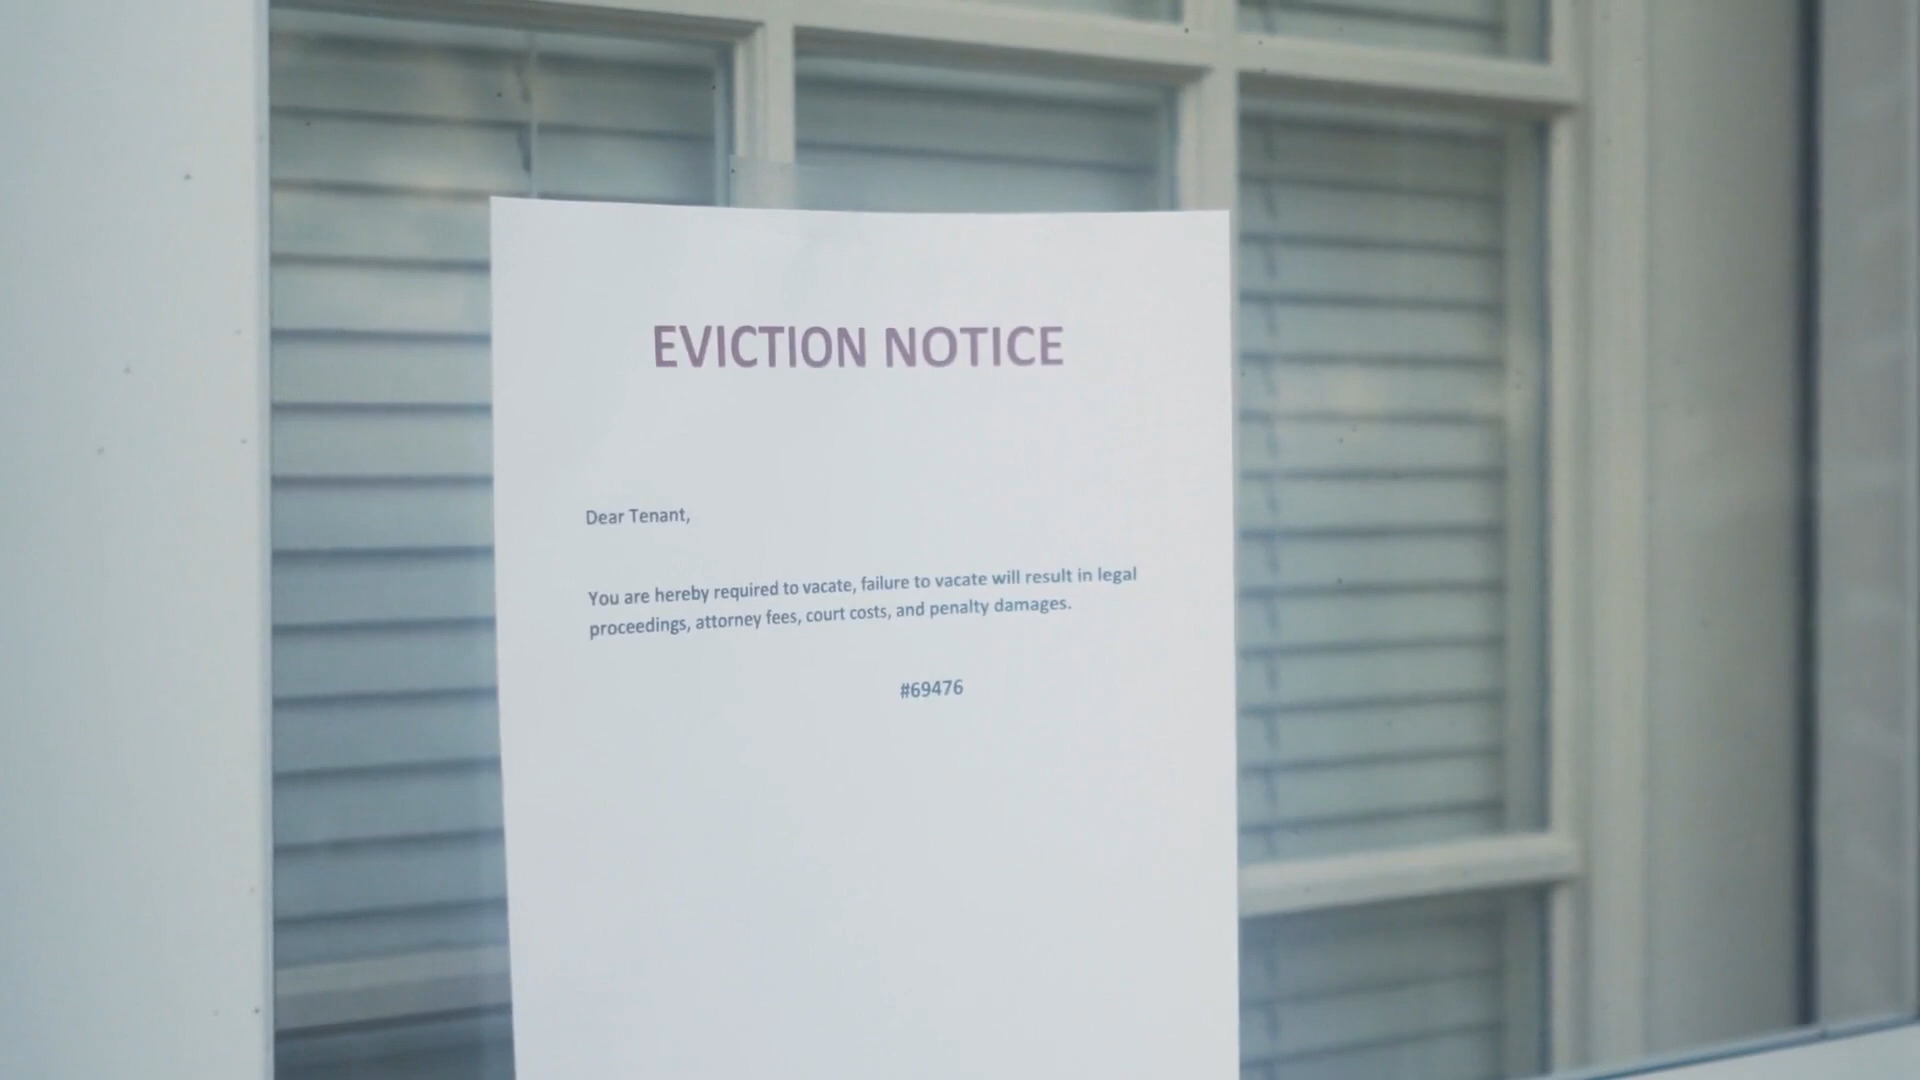 EVICTION NOTICE
Dear Tenant,
You are hereby required to vacate, failure to vacate will result in legal
proceedings, attorney fees, court costs, and penalty damages.
#69476